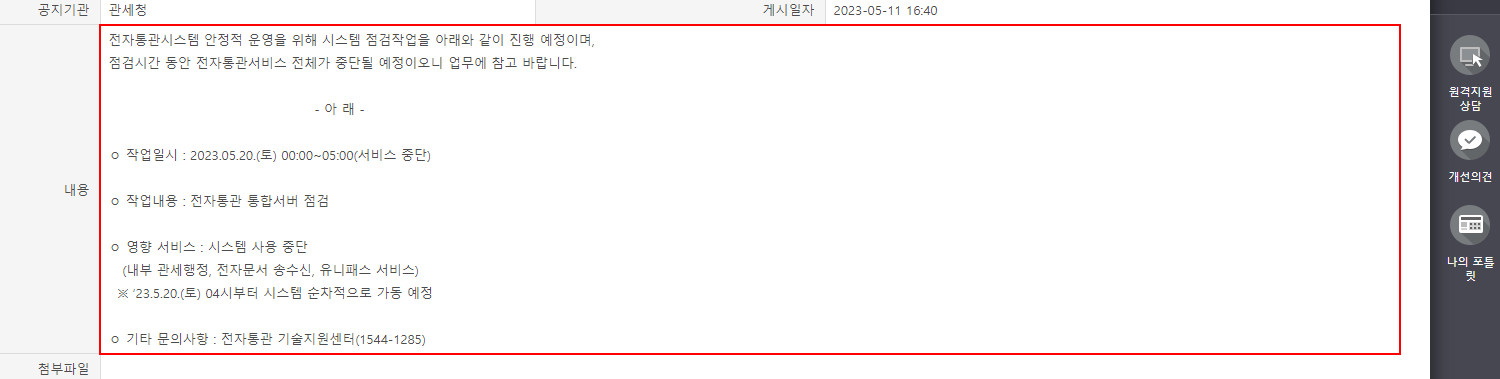 공지기관 관세청 게시일자 2023-05-11 16:40
내용
전자통관시스템 안정적 운영을 위해 시스템 점검작업을 아래와 같이 진행 예정이며,
점검시간 동안 전자통관서비스 전체가 중단될 예정이오니 업무에 참고 바랍니다.
- 아 래 -
ㅇ 작업일시 : 2023.05.20.(토) 00:00~05:00(서비스 중단)
ㅇ 작업내용 : 전자통관 통합서버 점검
ㅇ 영향 서비스 : 시스템 사용 중단
(내부 관세행정, 전자문서 송수신, 유니패스 서비스)
※ ‘23.5.20.(토) 04시부터 시스템 순차적으로 가동 예정
ㅇ 기타 문의사항 : 전자통관 기술지원센터(1544-1285)
첨부파일
원격지원
상담
개선의견
나의 포틀
릿